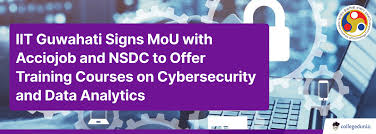 IIT Guwahati Signs MoU with
Acciojob and NSDC to Offer
Training Courses on Cybersecurity
and Data Analytics
collegedunia